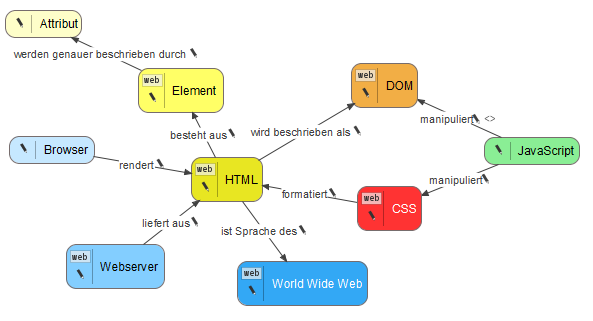 Attribut
werden genauer beschrieben durch
web
Element
web
DOM
manipuliert <>
besteht aus
wird beschrieben als
Browser
rendert
web
HTML
JavaScript
manipuliert
formatiert
web
CSS
liefert aus
ist Sprache des
web
Webserver
web
World Wide Web